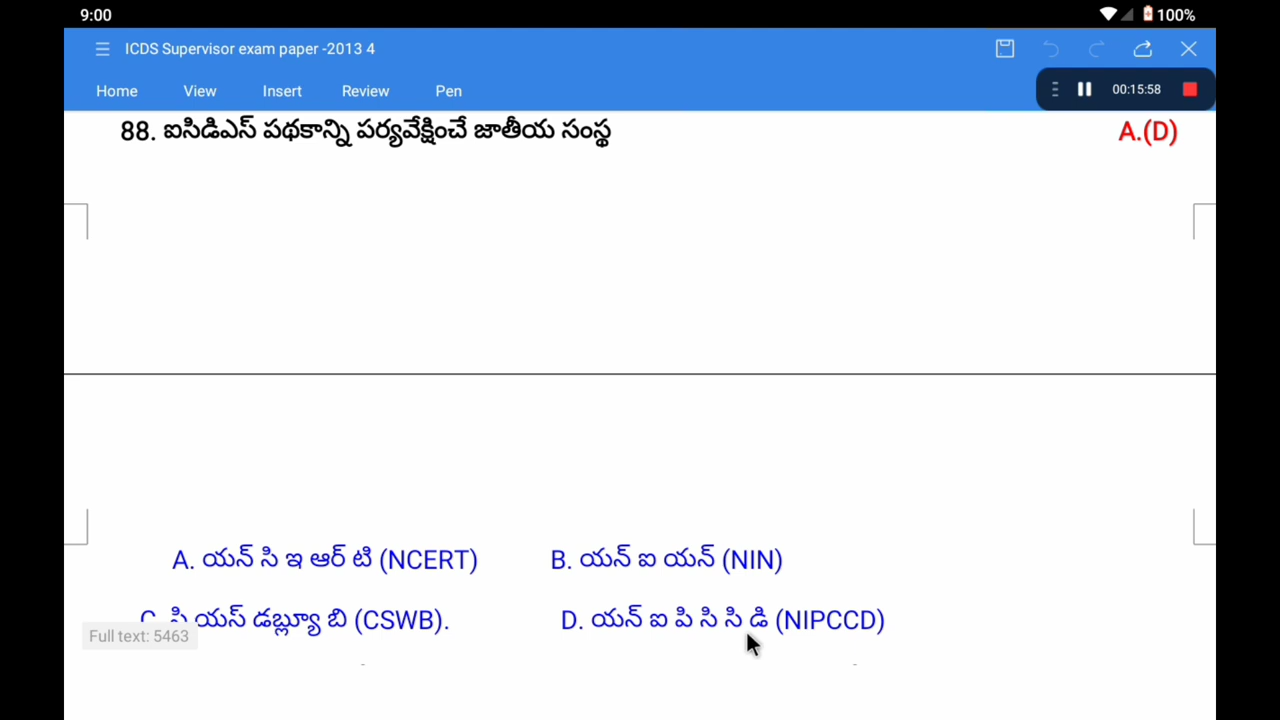 9:00
100%
ICDS Supervisor exam paper -2013 4
Home View Insert Review Pen
00:15:58
88. ఐసిడిఎస్ పథకాన్ని పర్యవేక్షించే జాతీయ సంస్థ A.(D)
A. యన్ సి ఇ ఆర్ టి (NCERT) B. యన్ ఐ యన్ (NIN)
C. సి యస్ డబ్ల్యూ బి (CSWB). D. యన్ ఐ పి సి సి డి (NIPCCD)
Full text: 5463